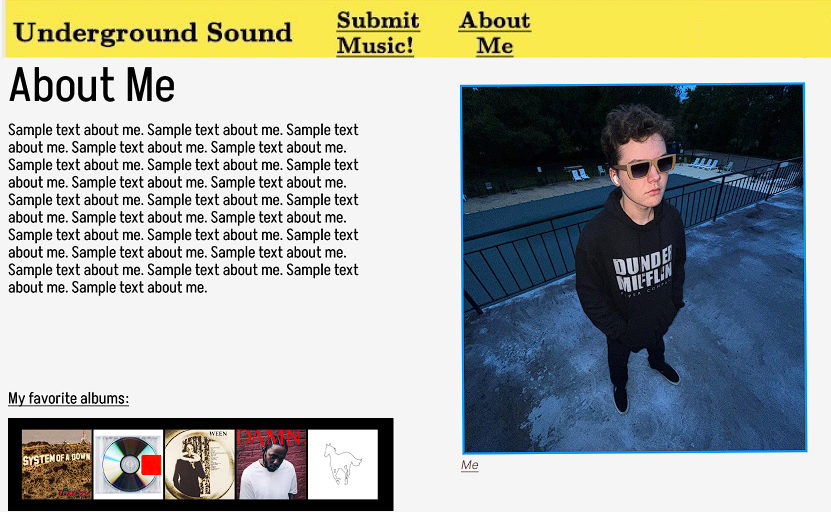 Underground Sound
Submit
Music!
About
Me
About Me
Sample text about me. Sample text about me. Sample text
about me. Sample text about me. Sample text about me.
Sample text about me. Sample text about me. Sample text
about me. Sample text about me. Sample text about me.
Sample text about me. Sample text about me. Sample text
about me. Sample text about me. Sample text about me.
Sample text about me. Sample text about me. Sample text
about me. Sample text about me. Sample text about me.
Sample text about me. Sample text about me. Sample text
about me. Sample text about me.
DUNDER
MIFFLIN
Me
My favorite albums:
SYSTEM OF A DOWN
WEEN
DAMN.